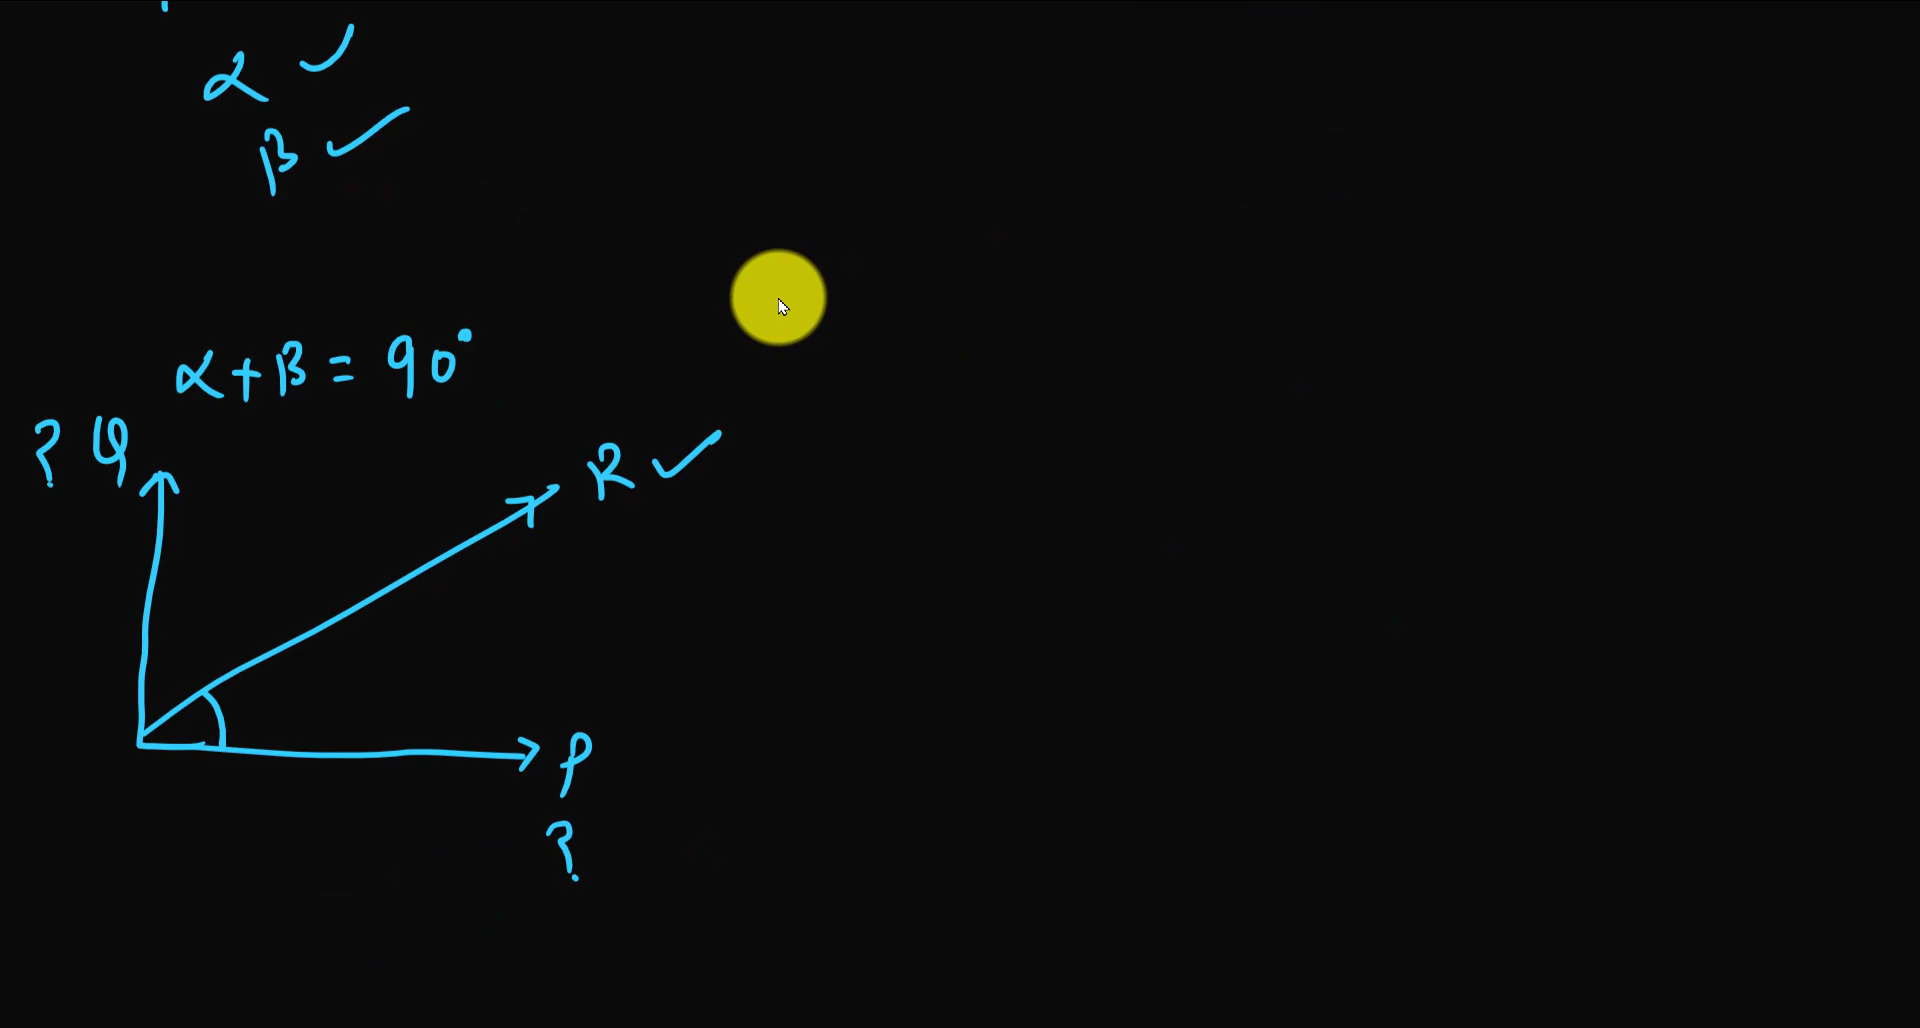 α ✓
β ✓
α+β = 90°
? Q
R ✓
P
?